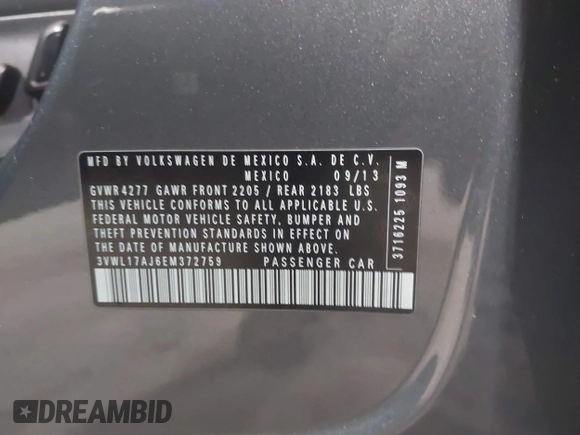 MFD BY VOLKSWAGEN DE MEXICO S.A. DE C.V.
MEXICO 09/13
GVWR 4277 GAWR FRONT 2205 / REAR 2183 LBS
THIS VEHICLE CONFORMS TO ALL APPLICABLE U.S.
FEDERAL MOTOR VEHICLE SAFETY, BUMPER AND
THEFT PREVENTION STANDARDS IN EFFECT ON
THE DATE OF MANUFACTURE SHOWN ABOVE.
3VWL17AJ6EM372759 PASSENGER CAR
3716225 1093 M
DREAMBID